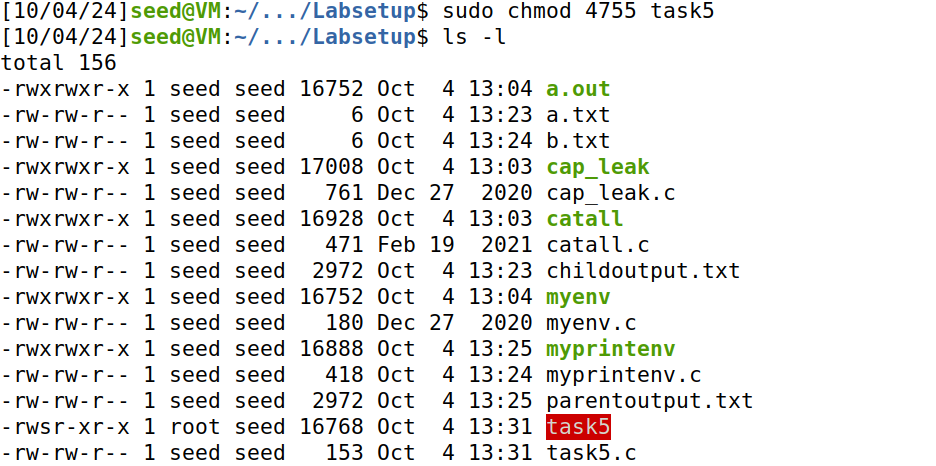 [10/04/24]seed@VM:~/.../Labsetup$ sudo chmod 4755 task5
[10/04/24]seed@VM:~/.../Labsetup$ ls -l
total 156
-rwxrwxr-x 1 seed seed 16752 Oct  4 13:04 a.out
-rw-rw-r-- 1 seed seed     6 Oct  4 13:23 a.txt
-rw-rw-r-- 1 seed seed     6 Oct  4 13:24 b.txt
-rwxrwxr-x 1 seed seed 17008 Oct  4 13:03 cap_leak
-rw-rw-r-- 1 seed seed   761 Dec 27  2020 cap_leak.c
-rwxrwxr-x 1 seed seed 16928 Oct  4 13:03 catall
-rw-rw-r-- 1 seed seed   471 Feb 19  2021 catall.c
-rw-rw-r-- 1 seed seed  2972 Oct  4 13:23 childoutput.txt
-rwxrwxr-x 1 seed seed 16752 Oct  4 13:04 myenv
-rw-rw-r-- 1 seed seed   180 Dec 27  2020 myenv.c
-rwxrwxr-x 1 seed seed 16888 Oct  4 13:25 myprintenv
-rw-rw-r-- 1 seed seed   418 Oct  4 13:24 myprintenv.c
-rw-rw-r-- 1 seed seed  2972 Oct  4 13:25 parentoutput.txt
-rwsr-xr-x 1 root seed 16768 Oct  4 13:31 task5
-rw-rw-r-- 1 seed seed   153 Oct  4 13:31 task5.c